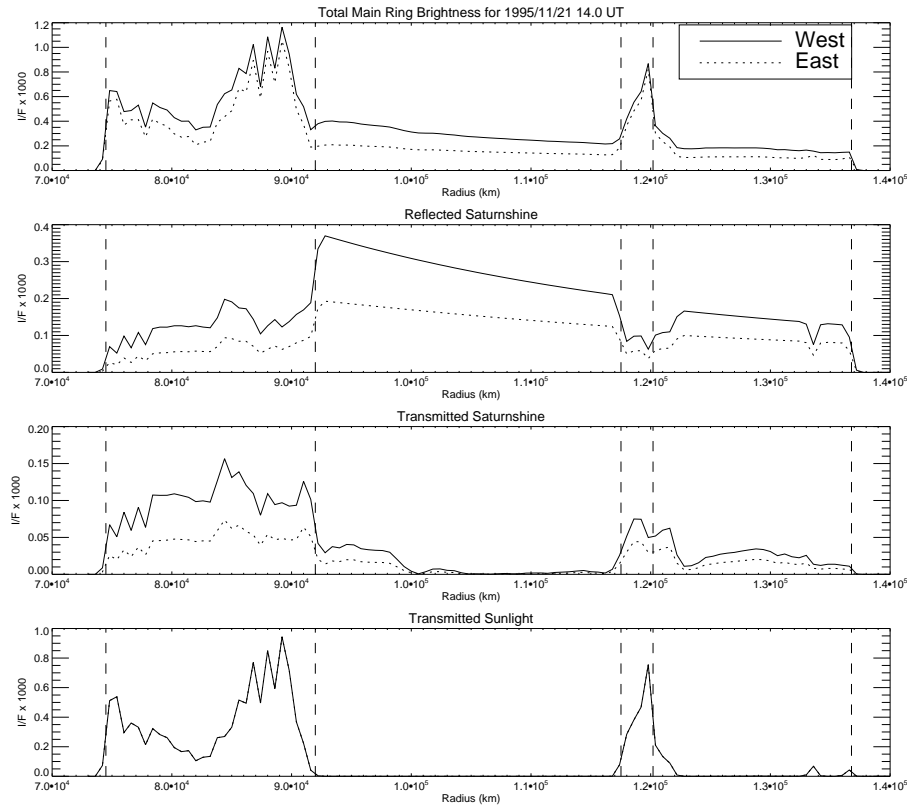 Total Main Ring Brightness for 1995/11/21 14.0 UT
West
East
I/F x 1000
1.2
1.0
0.8
0.6
0.4
0.2
0.0
7.0•10⁴ 8.0•10⁴ 9.0•10⁴ 1.0•10⁵ 1.1•10⁵ 1.2•10⁵ 1.3•10⁵ 1.4•10⁵
Radius (km)
Reflected Saturnshine
I/F x 1000
0.4
0.3
0.2
0.1
0.0
7.0•10⁴ 8.0•10⁴ 9.0•10⁴ 1.0•10⁵ 1.1•10⁵ 1.2•10⁵ 1.3•10⁵ 1.4•10⁵
Radius (km)
Transmitted Saturnshine
I/F x 1000
0.20
0.15
0.10
0.05
0.00
7.0•10⁴ 8.0•10⁴ 9.0•10⁴ 1.0•10⁵ 1.1•10⁵ 1.2•10⁵ 1.3•10⁵ 1.4•10⁵
Radius (km)
Transmitted Sunlight
I/F x 1000
1.0
0.8
0.6
0.4
0.2
0.0
7.0•10⁴ 8.0•10⁴ 9.0•10⁴ 1.0•10⁵ 1.1•10⁵ 1.2•10⁵ 1.3•10⁵ 1.4•10⁵
Radius (km)